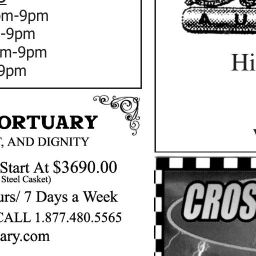 m-9pm
-9pm
m-9pm
9pm
ORTUARY
, AND DIGNITY
Start At $3690.00
Steel Casket)
urs/ 7 Days a Week
CALL 1.877.480.5565
ary.com
A U
Hi
CROS